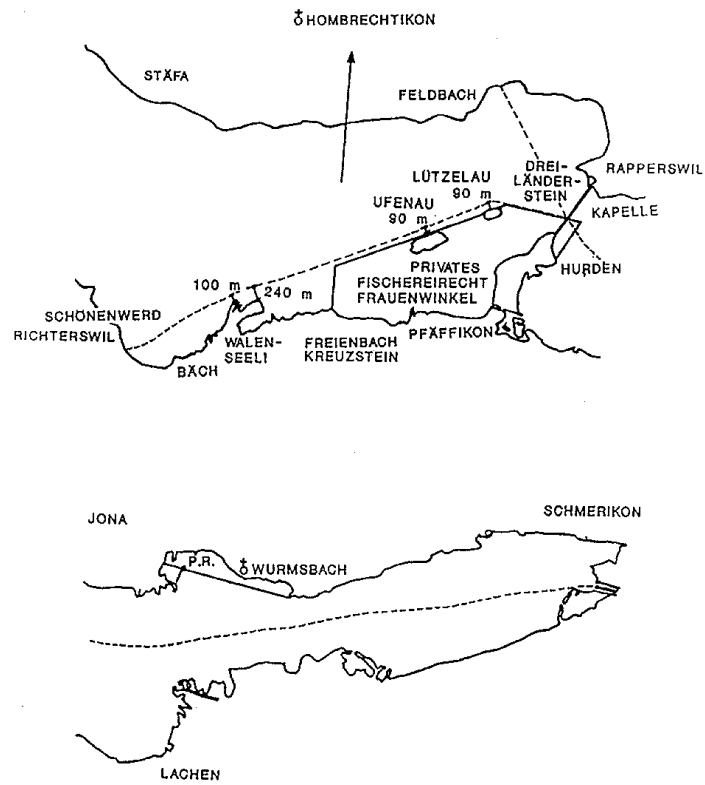 HOMBRECHTIKON
STÄFA
FELDBACH
DREI-
LÄNDER-
STEIN
RAPPERSWIL
LÜTZELAU
90 m
UFENAU
90 m
KAPELLE
PRIVATES
FISCHEREIRECHT
FRAUENWINKEL
HURDEN
100 m
240 m
SCHÖNENWERD
RICHTERSWIL
WALEN-
SEELI
FREIENBACH
KREUZSTEIN
PFÄFFIKON
BÄCH
JONA
SCHMERIKON
P.R.
WURMSBACH
LACHEN